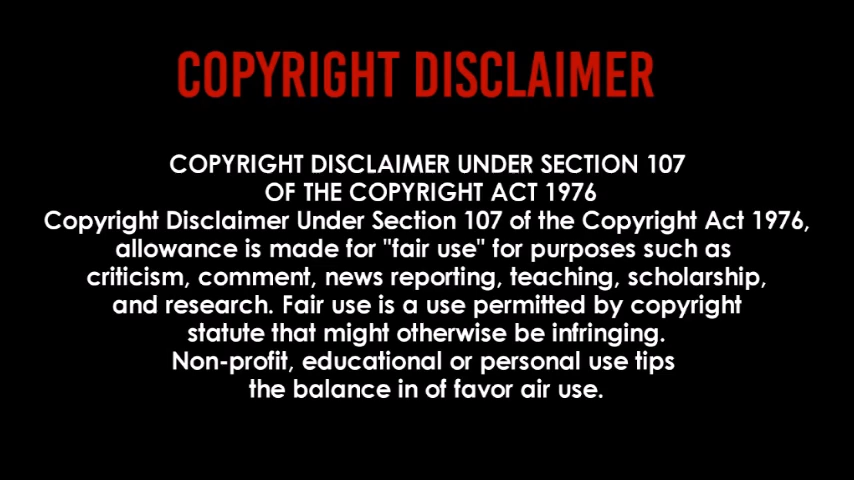 COPYRIGHT DISCLAIMER
COPYRIGHT DISCLAIMER UNDER SECTION 107
OF THE COPYRIGHT ACT 1976
Copyright Disclaimer Under Section 107 of the Copyright Act 1976,
allowance is made for "fair use" for purposes such as
criticism, comment, news reporting, teaching, scholarship,
and research. Fair use is a use permitted by copyright
statute that might otherwise be infringing.
Non-profit, educational or personal use tips
the balance in of favor air use.